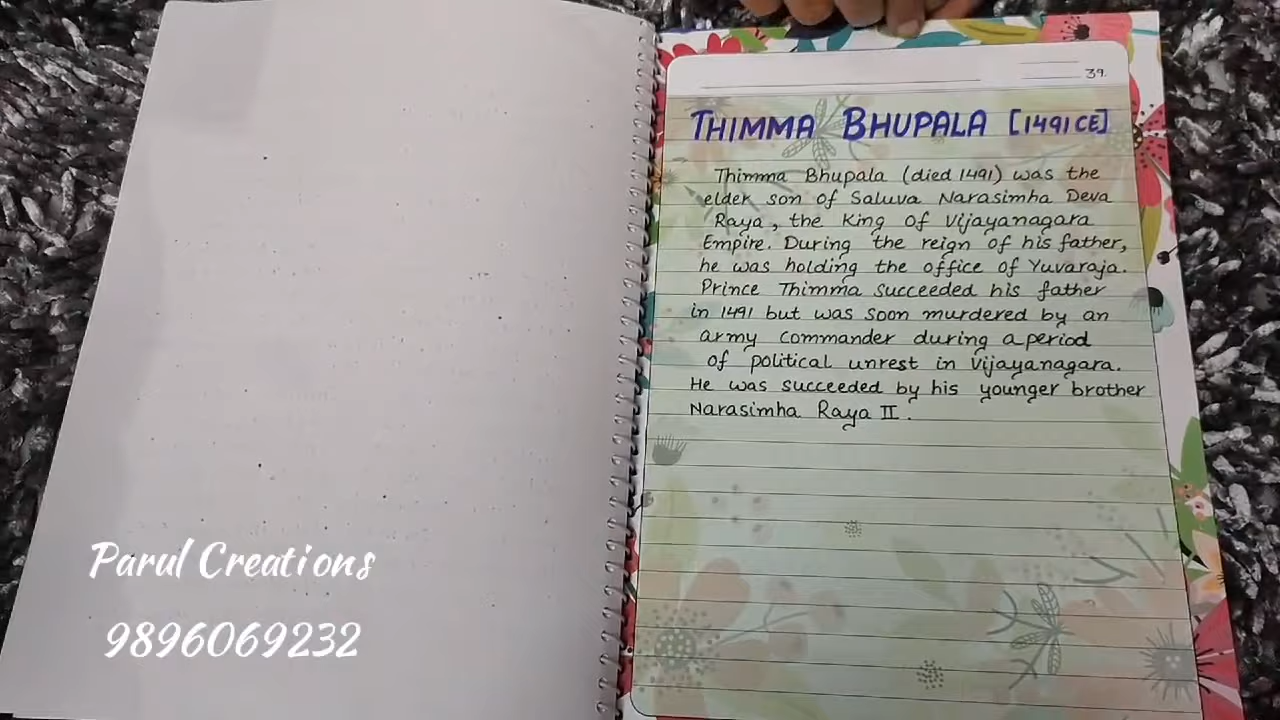 39.
THIMMA BHUPALA [1491 CE]
Thimma Bhupala (died 1491) was the
elder son of Saluva Narasimha Deva
Raya, the King of Vijayanagara
Empire. During the reign of his father,
he was holding the office of Yuvaraja.
Prince Thimma succeeded his father
in 1491 but was soon murdered by an
army commander during a period
of political unrest in Vijayanagara.
He was succeeded by his younger brother
Narasimha Raya II.
Parul Creations
9896069232